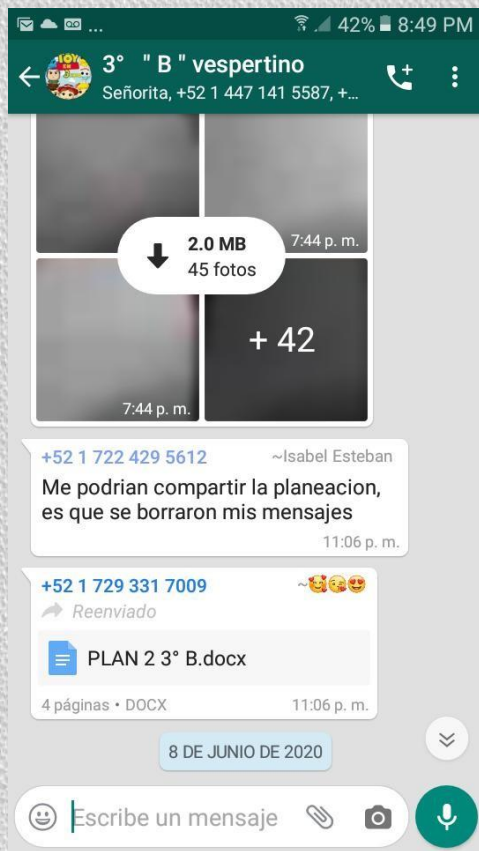 ... 42% 8:49 PM
3° " B " vespertino
Señorita, +52 1 447 141 5587, +...
2.0 MB
45 fotos
7:44 p. m.
+ 42
7:44 p. m.
+52 1 722 429 5612 ~Isabel Esteban
Me podrian compartir la planeacion,
es que se borraron mis mensajes
11:06 p. m.
+52 1 729 331 7009 ~🥰😘😍
Reenviado
PLAN 2 3° B.docx
4 páginas • DOCX 11:06 p. m.
8 DE JUNIO DE 2020
Escribe un mensaje